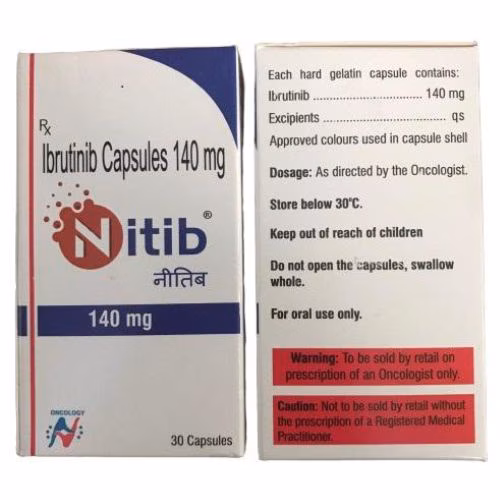 Rx
Ibrutinib Capsules 140 mg
Nitib®
नीतिब
140 mg
ONCOLOGY
30 Capsules
Each hard gelatin capsule contains:
Ibrutinib .................................. 140 mg
Excipients ................................ qs
Approved colours used in capsule shell
Dosage: As directed by the Oncologist.
Store below 30°C.
Keep out of reach of children
Do not open the capsules, swallow
whole.
For oral use only.
Warning: To be sold by retail on
prescription of an Oncologist only.
Caution: Not to be sold by retail without
the prescription of a Registered Medical
Practitioner.